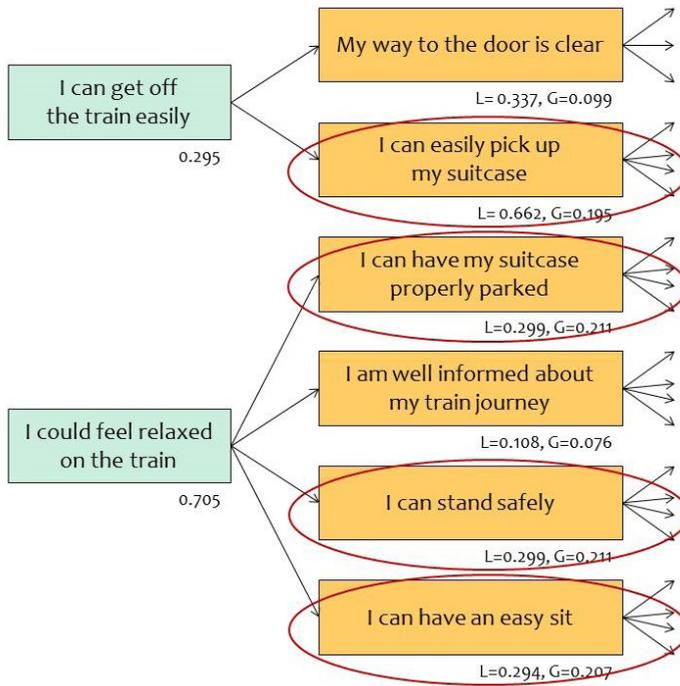 I can get off
the train easily
0.295
My way to the door is clear
L= 0.337, G=0.099
I can easily pick up
my suitcase
L= 0.662, G=0.195
I can have my suitcase
properly parked
L=0.299, G=0.211
I am well informed about
my train journey
L=0.108, G=0.076
I could feel relaxed
on the train
0.705
I can stand safely
L=0.299, G=0.211
I can have an easy sit
L=0.294, G=0.207